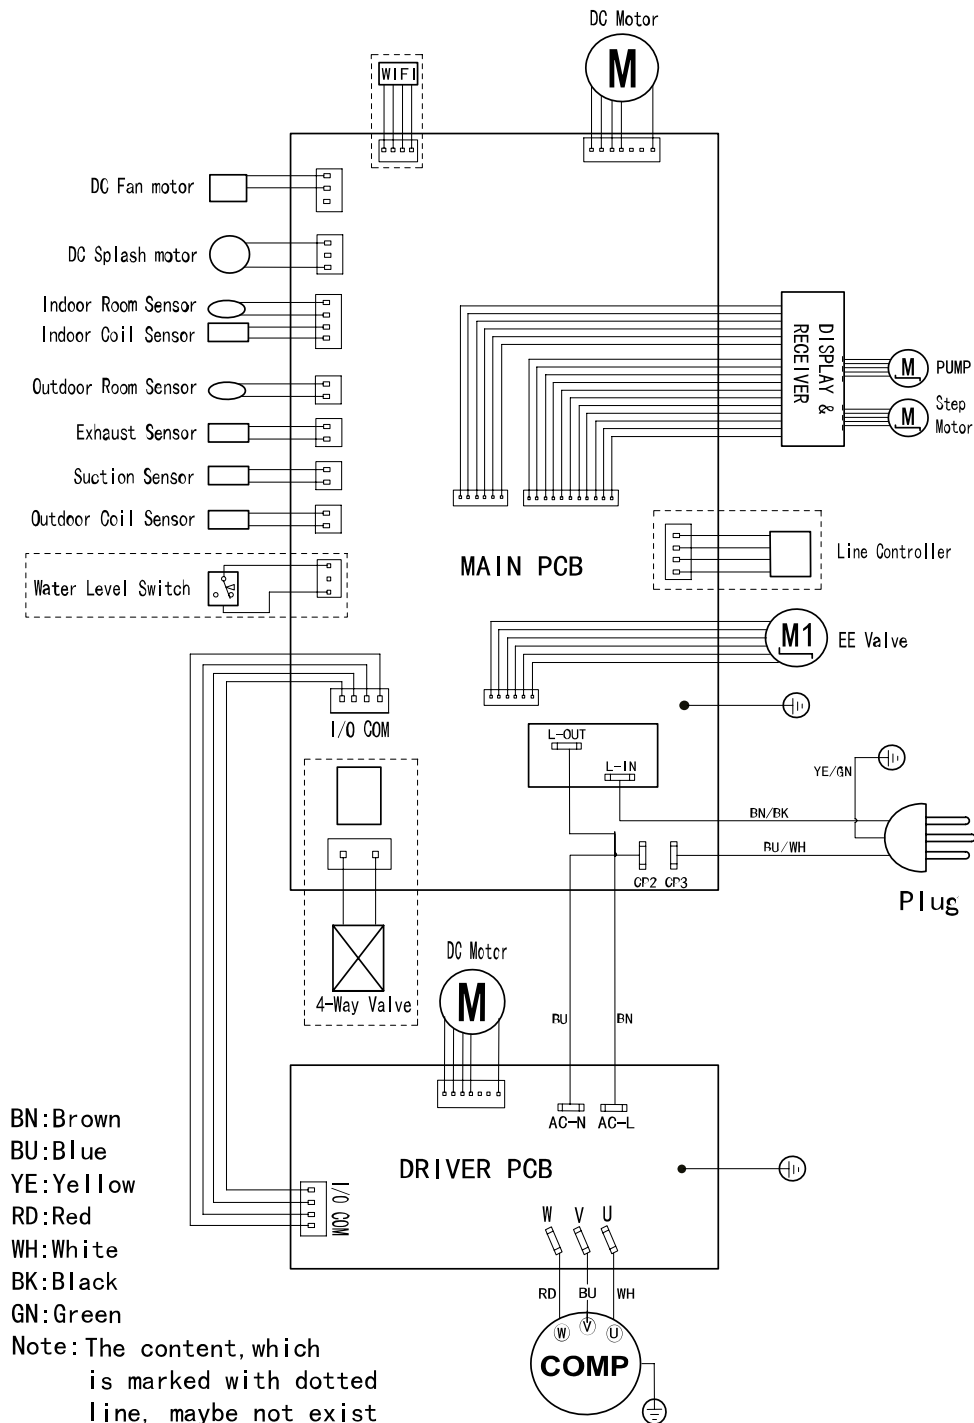 DC Motor
M
WIFI
DC Fan motor
DC Splash motor
Indoor Room Sensor
Indoor Coil Sensor
Outdoor Room Sensor
Exhaust Sensor
Suction Sensor
Outdoor Coil Sensor
Water Level Switch
DISPLAY &
RECEIVER
M
PUMP
M
Step
Motor
MAIN PCB
Line Controller
M1
EE Valve
I/O COM
L-OUT
L-IN
YE/GN
BN/BK
BU/WH
CP2
CP3
Plug
4-Way Valve
DC Motor
M
BU
BN
AC-N
AC-L
DRIVER PCB
I/O COM
W
V
U
RD
BU
WH
W
V
U
COMP
BN:Brown
BU:Blue
YE:Yellow
RD:Red
WH:White
BK:Black
GN:Green
Note: The content, which
is marked with dotted
line, maybe not exist